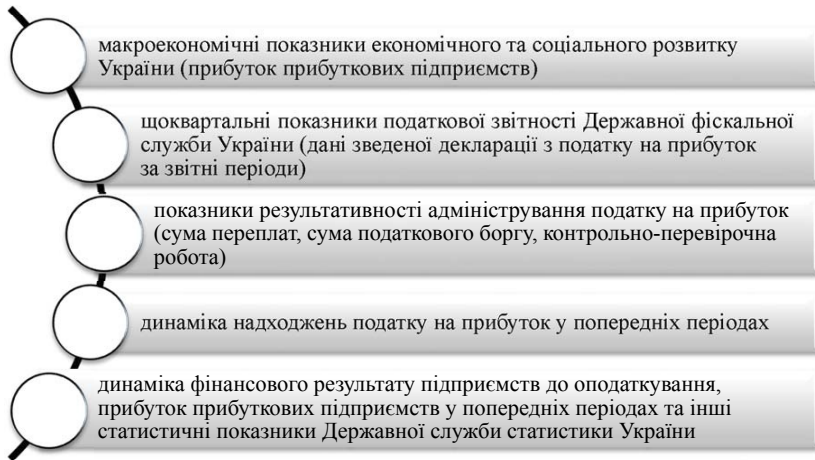 макроекономічні показники економічного та соціального розвитку
України (прибуток прибуткових підприємств)
щоквартальні показники податкової звітності Державної фіскальної
служби України (дані зведеної декларації з податку на прибуток
за звітні періоди)
показники результативності адміністрування податку на прибуток
(сума переплат, сума податкового боргу, контрольно-перевірочна
робота)
динаміка надходжень податку на прибуток у попередніх періодах
динаміка фінансового результату підприємств до оподаткування,
прибуток прибуткових підприємств у попередніх періодах та інші
статистичні показники Державної служби статистики України